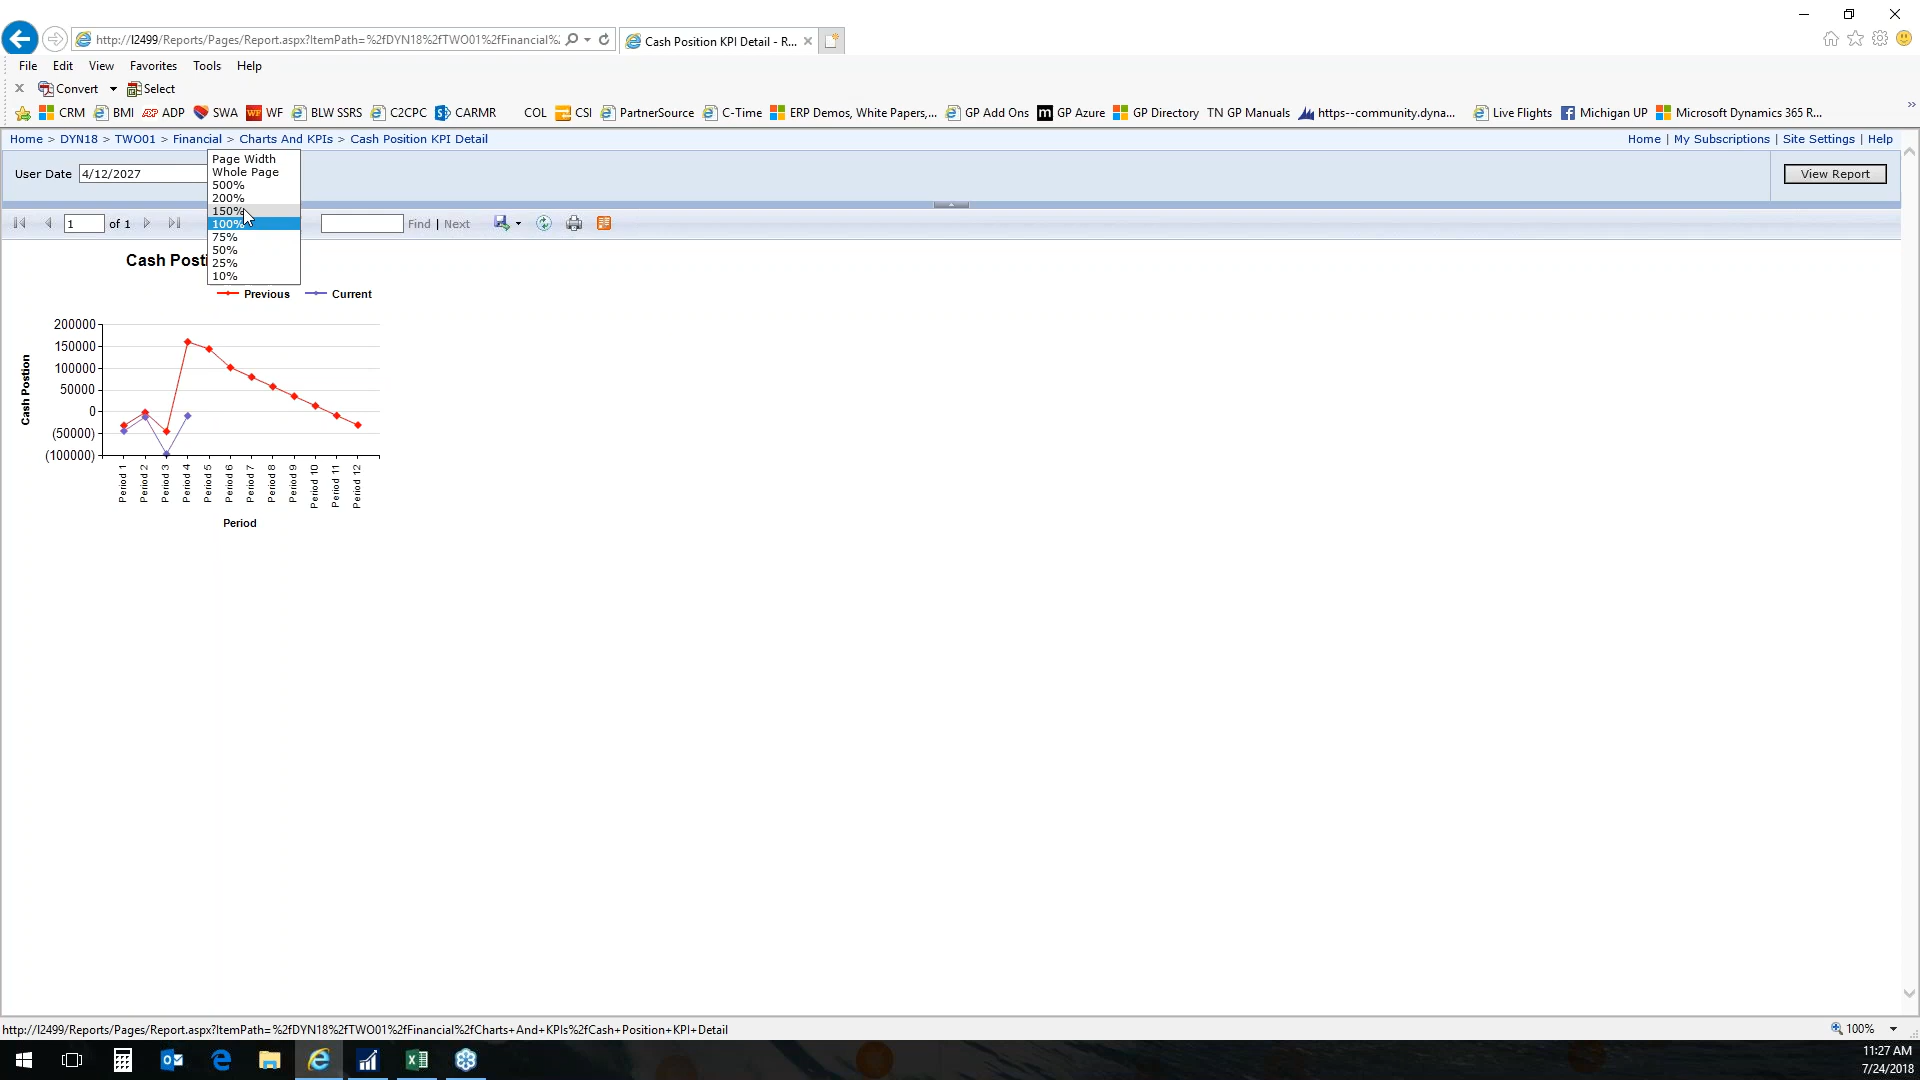 http://l2499/Reports/Pages/Report.aspx?ItemPath=%2fDYN18%2fTWO01%2fFinancial%:
Cash Position KPI Detail - R...
File Edit View Favorites Tools Help
Convert Select
CRM BMI ADP SWA WF BLW SSRS C2CPC CARMR COL CSI PartnerSource C-Time ERP Demos, White Papers,... GP Add Ons GP Azure GP Directory TN GP Manuals https--community.dyna... Live Flights Michigan UP Microsoft Dynamics 365 R...
Home > DYN18 > TWO01 > Financial > Charts And KPIs > Cash Position KPI Detail
Home | My Subscriptions | Site Settings | Help
User Date 4/12/2027
View Report
Page Width
Whole Page
500%
200%
150%
100%
75%
50%
25%
10%
1 of 1
Find | Next
Cash Posti
Previous Current
200000
150000
100000
50000
0
(50000)
(100000)
Cash Postion
Period 1
Period 2
Period 3
Period 4
Period 5
Period 6
Period 7
Period 8
Period 9
Period 10
Period 11
Period 12
Period
http://l2499/Reports/Pages/Report.aspx?ItemPath=%2fDYN18%2fTWO01%2fFinancial%2fCharts+And+KPIs%2fCash+Position+KPI+Detail
100%
11:27 AM
7/24/2018